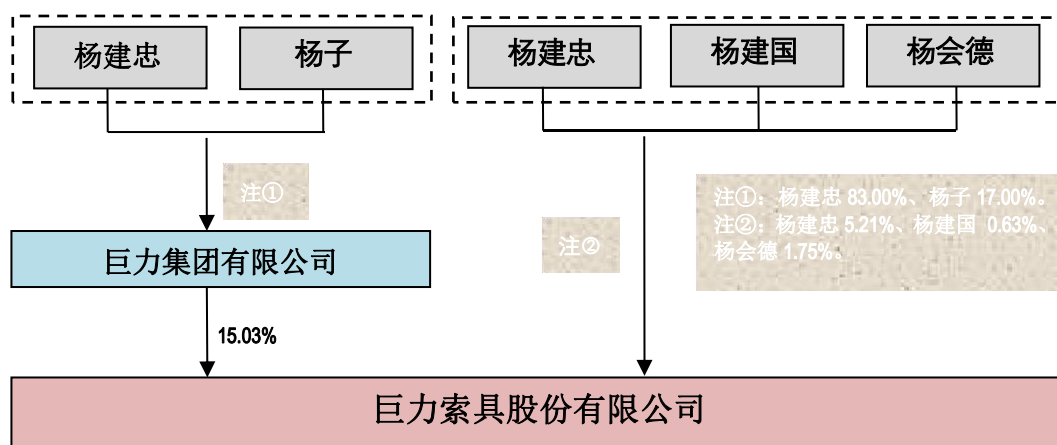 杨建忠
杨子
杨建忠
杨建国
杨会德
注①
注①：杨建忠 83.00%、杨子 17.00%。
注②：杨建忠 5.21%、杨建国 0.63%、
杨会德 1.75%。
注②
巨力集团有限公司
15.03%
巨力索具股份有限公司